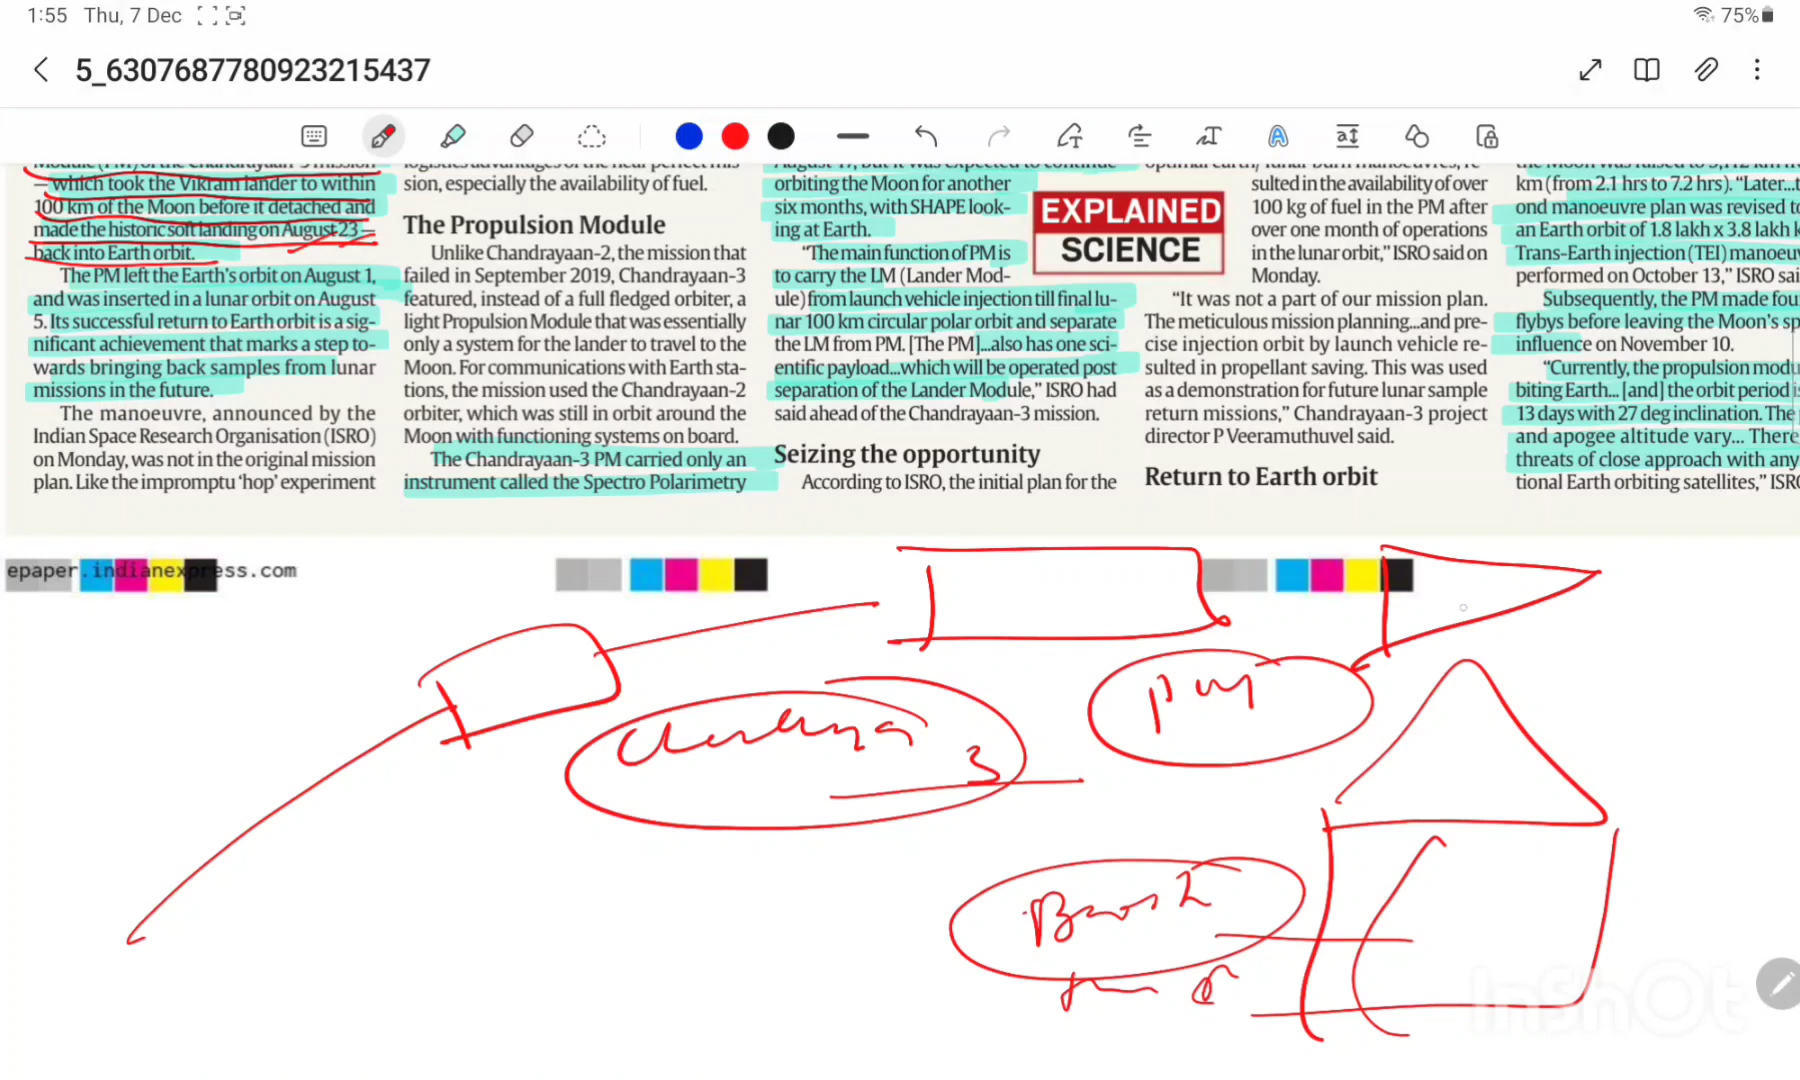 1:55 Thu, 7 Dec
75%
5_6307687780923215437
which took the Vikram lander to within
100 km of the Moon before it detached and
made the historic soft landing on August 23 —
back into Earth orbit.
The PM left the Earth's orbit on August 1,
and was inserted in a lunar orbit on August
5. Its successful return to Earth orbit is a sig-
nificant achievement that marks a step to-
wards bringing back samples from lunar
missions in the future.
The manoeuvre, announced by the
Indian Space Research Organisation (ISRO)
on Monday, was not in the original mission
plan. Like the impromptu 'hop' experiment
sion, especially the availability of fuel.
The Propulsion Module
Unlike Chandrayaan-2, the mission that
failed in September 2019, Chandrayaan-3
featured, instead of a full fledged orbiter, a
light Propulsion Module that was essentially
only a system for the lander to travel to the
Moon. For communications with Earth sta-
tions, the mission used the Chandrayaan-2
orbiter, which was still in orbit around the
Moon with functioning systems on board.
The Chandrayaan-3 PM carried only an
instrument called the Spectro Polarimetry
orbiting the Moon for another
six months, with SHAPE look-
ing at Earth.
"The main function of PM is
to carry the LM (Lander Mod-
ule) from launch vehicle injection till final lu-
nar 100 km circular polar orbit and separate
the LM from PM. [The PM]...also has one sci-
entific payload...which will be operated post
separation of the Lander Module," ISRO had
said ahead of the Chandrayaan-3 mission.
Seizing the opportunity
According to ISRO, the initial plan for the
EXPLAINED
SCIENCE
sulted in the availability of over
100 kg of fuel in the PM after
over one month of operations
in the lunar orbit," ISRO said on
Monday.
"It was not a part of our mission plan.
The meticulous mission planning...and pre-
cise injection orbit by launch vehicle re-
sulted in propellant saving. This was used
as a demonstration for future lunar sample
return missions," Chandrayaan-3 project
director P Veeramuthuvel said.
Return to Earth orbit
km (from 2.1 hrs to 7.2 hrs). "Later...t
ond manoeuvre plan was revised to
an Earth orbit of 1.8 lakh x 3.8 lakh k
Trans-Earth injection (TEI) manoeuv
performed on October 13," ISRO sai
Subsequently, the PM made four
flybys before leaving the Moon's sp
influence on November 10.
"Currently, the propulsion modu
biting Earth... [and] the orbit period is
13 days with 27 deg inclination. The
and apogee altitude vary... There
threats of close approach with any
tional Earth orbiting satellites," ISRO
epaper.indianexpress.com
PM
3
InShOt